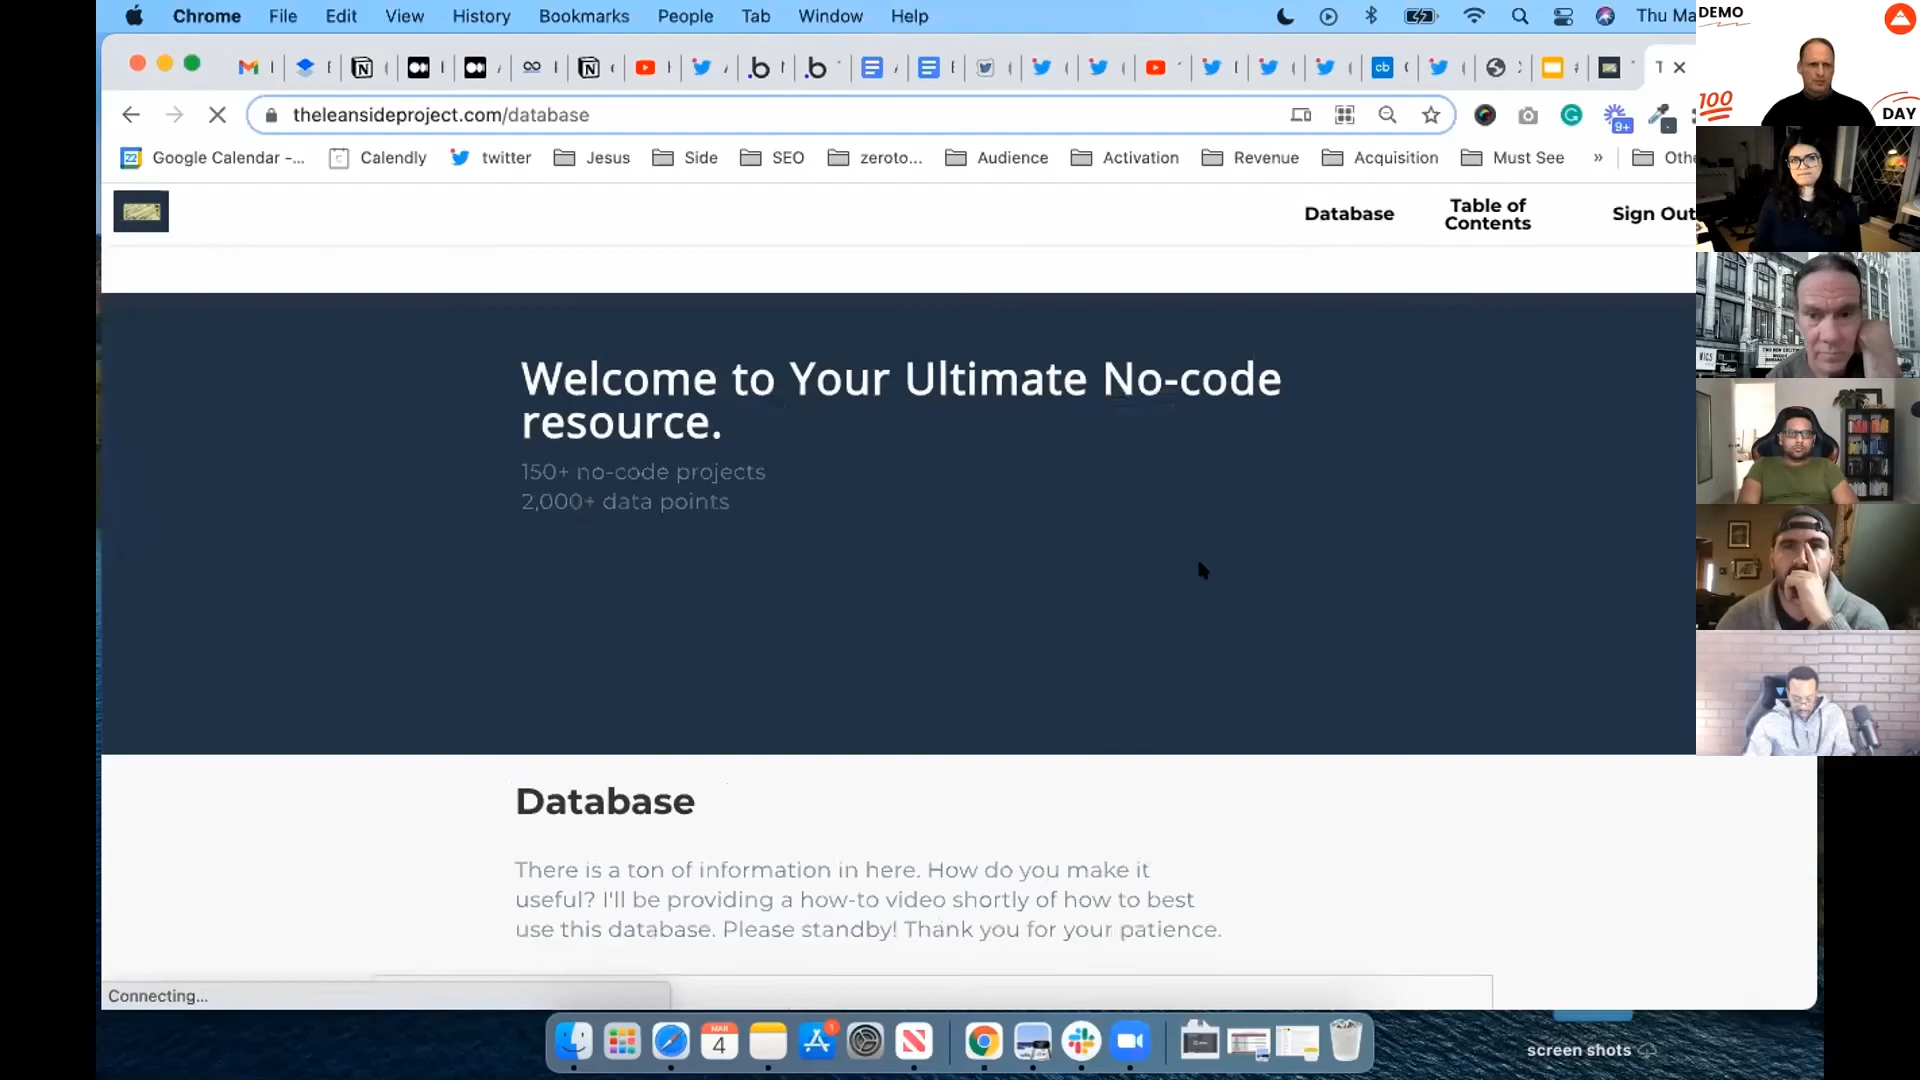 Chrome File Edit View History Bookmarks People Tab Window Help
Thu Ma
DEMO
100
DAY
theleansideproject.com/database
9+
22 Google Calendar -...
Calendly
twitter
Jesus
Side
SEO
zeroto...
Audience
Activation
Revenue
Acquisition
Must See
»
Othe
Database
Table of
Contents
Sign Out
Welcome to Your Ultimate No-code
resource.
150+ no-code projects
2,000+ data points
Database
There is a ton of information in here. How do you make it
useful? I'll be providing a how-to video shortly of how to best
use this database. Please standby! Thank you for your patience.
Connecting...
MAR
4
1
screen shots